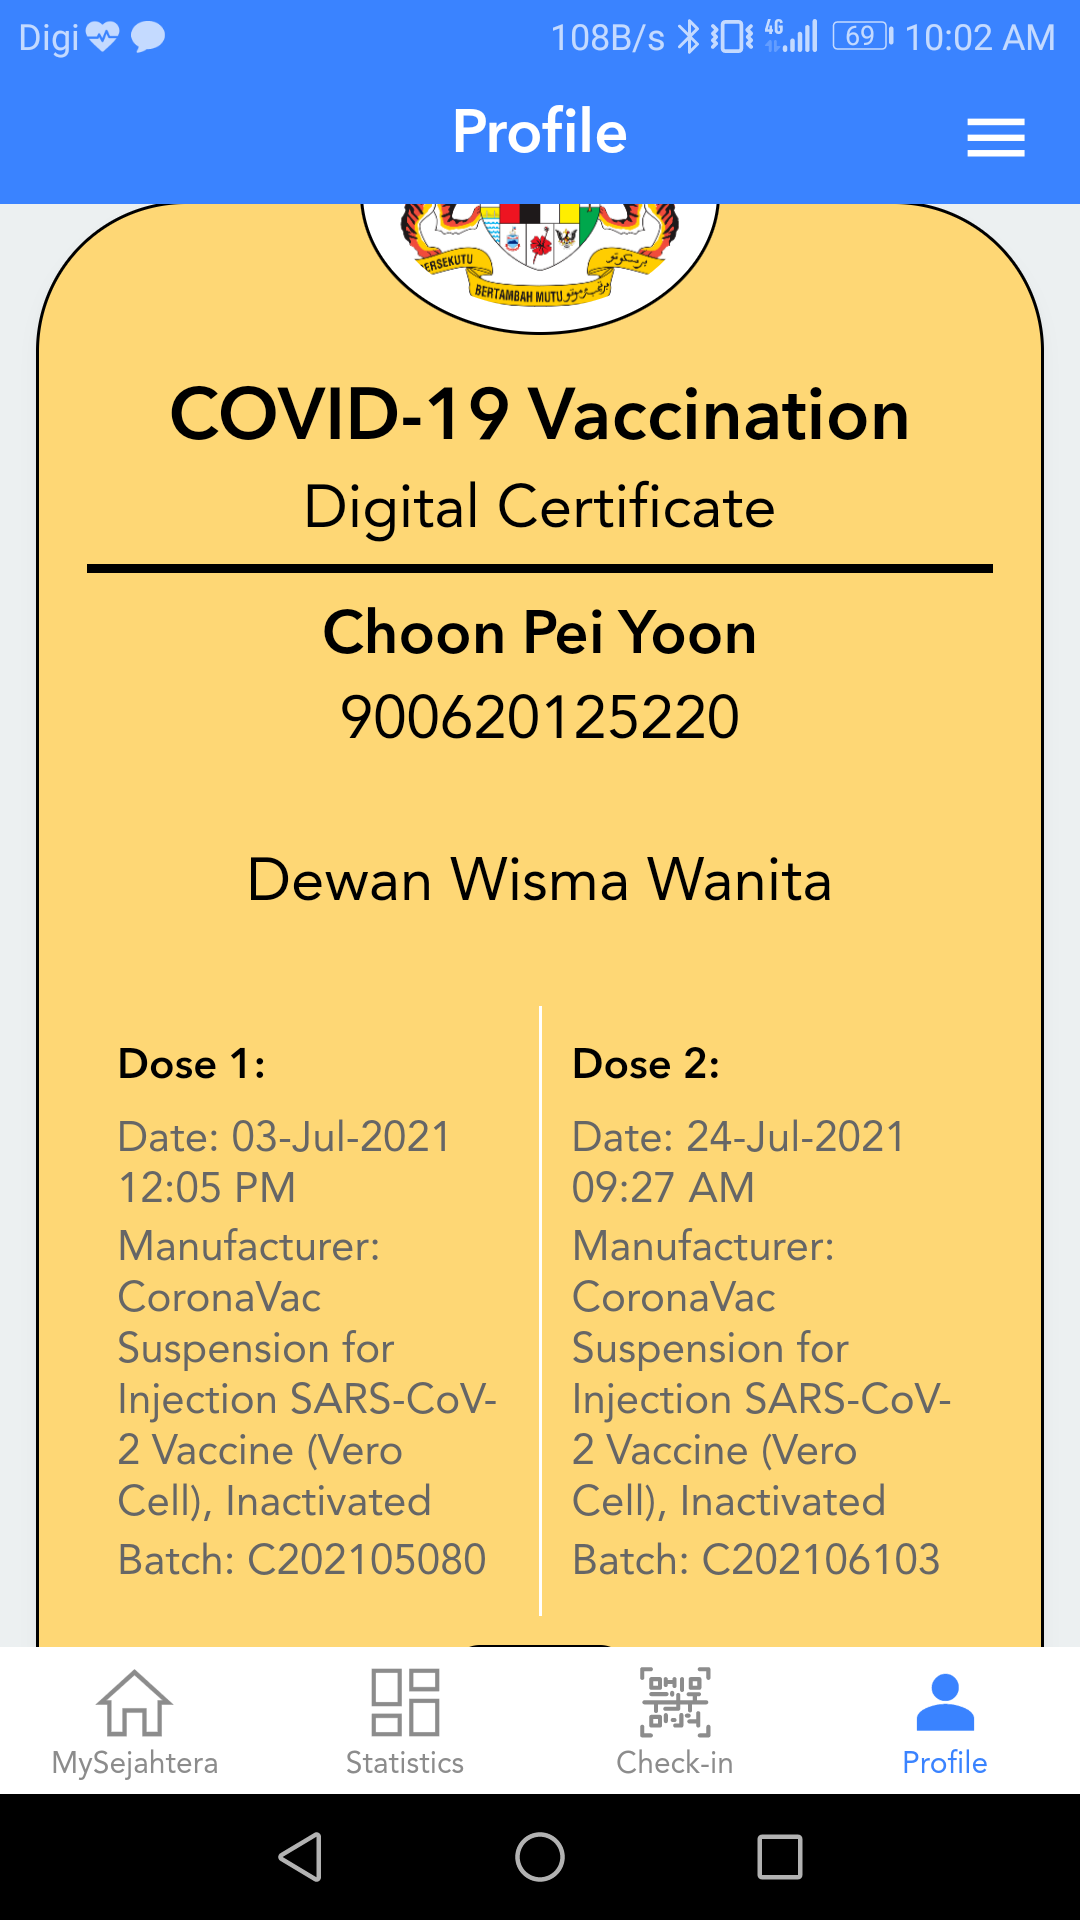 Digi 108B/s 4G 69 10:02 AM
Profile
ERSEKUTU
BERTAMBAH MUTU
COVID-19 Vaccination
Digital Certificate
Choon Pei Yoon
900620125220
Dewan Wisma Wanita
Dose 1:
Date: 03-Jul-2021
12:05 PM
Manufacturer:
CoronaVac
Suspension for
Injection SARS-CoV-
2 Vaccine (Vero
Cell), Inactivated
Batch: C202105080
Dose 2:
Date: 24-Jul-2021
09:27 AM
Manufacturer:
CoronaVac
Suspension for
Injection SARS-CoV-
2 Vaccine (Vero
Cell), Inactivated
Batch: C202106103
MySejahtera Statistics Check-in Profile